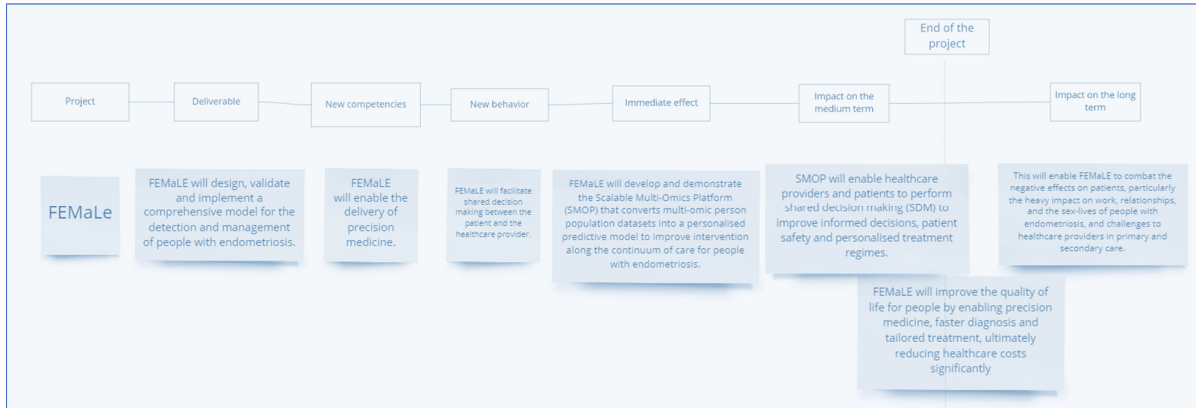 End of the
project
Project
Deliverable
New competencies
New behavior
Immediate effect
Impact on the
medium term
Impact on the long
term
FEMaLe
FEMaLE will design, validate
and implement a
comprehensive model for the
detection and management
of people with endometriosis.
FEMaLE
will enable the
delivery of
precision
medicine.
FEMaLE will facilitate
shared decision
making between the
patient and the
healthcare provider.
FEMaLE will develop and demonstrate
the Scalable Multi-Omics Platform
(SMOP) that converts multi-omic person
population datasets into a personalised
predictive model to improve intervention
along the continuum of care for people
with endometriosis.
SMOP will enable healthcare
providers and patients to perform
shared decision making (SDM) to
improve informed decisions, patient
safety and personalised treatment
regimes.
This will enable FEMaLE to combat the
negative effects on patients, particularly
the heavy impact on work, relationships,
and the sex-lives of people with
endometriosis, and challenges to
healthcare providers in primary and
secondary care.
FEMaLE will improve the quality of
life for people by enabling precision
medicine, faster diagnosis and
tailored treatment, ultimately
reducing healthcare costs
significantly